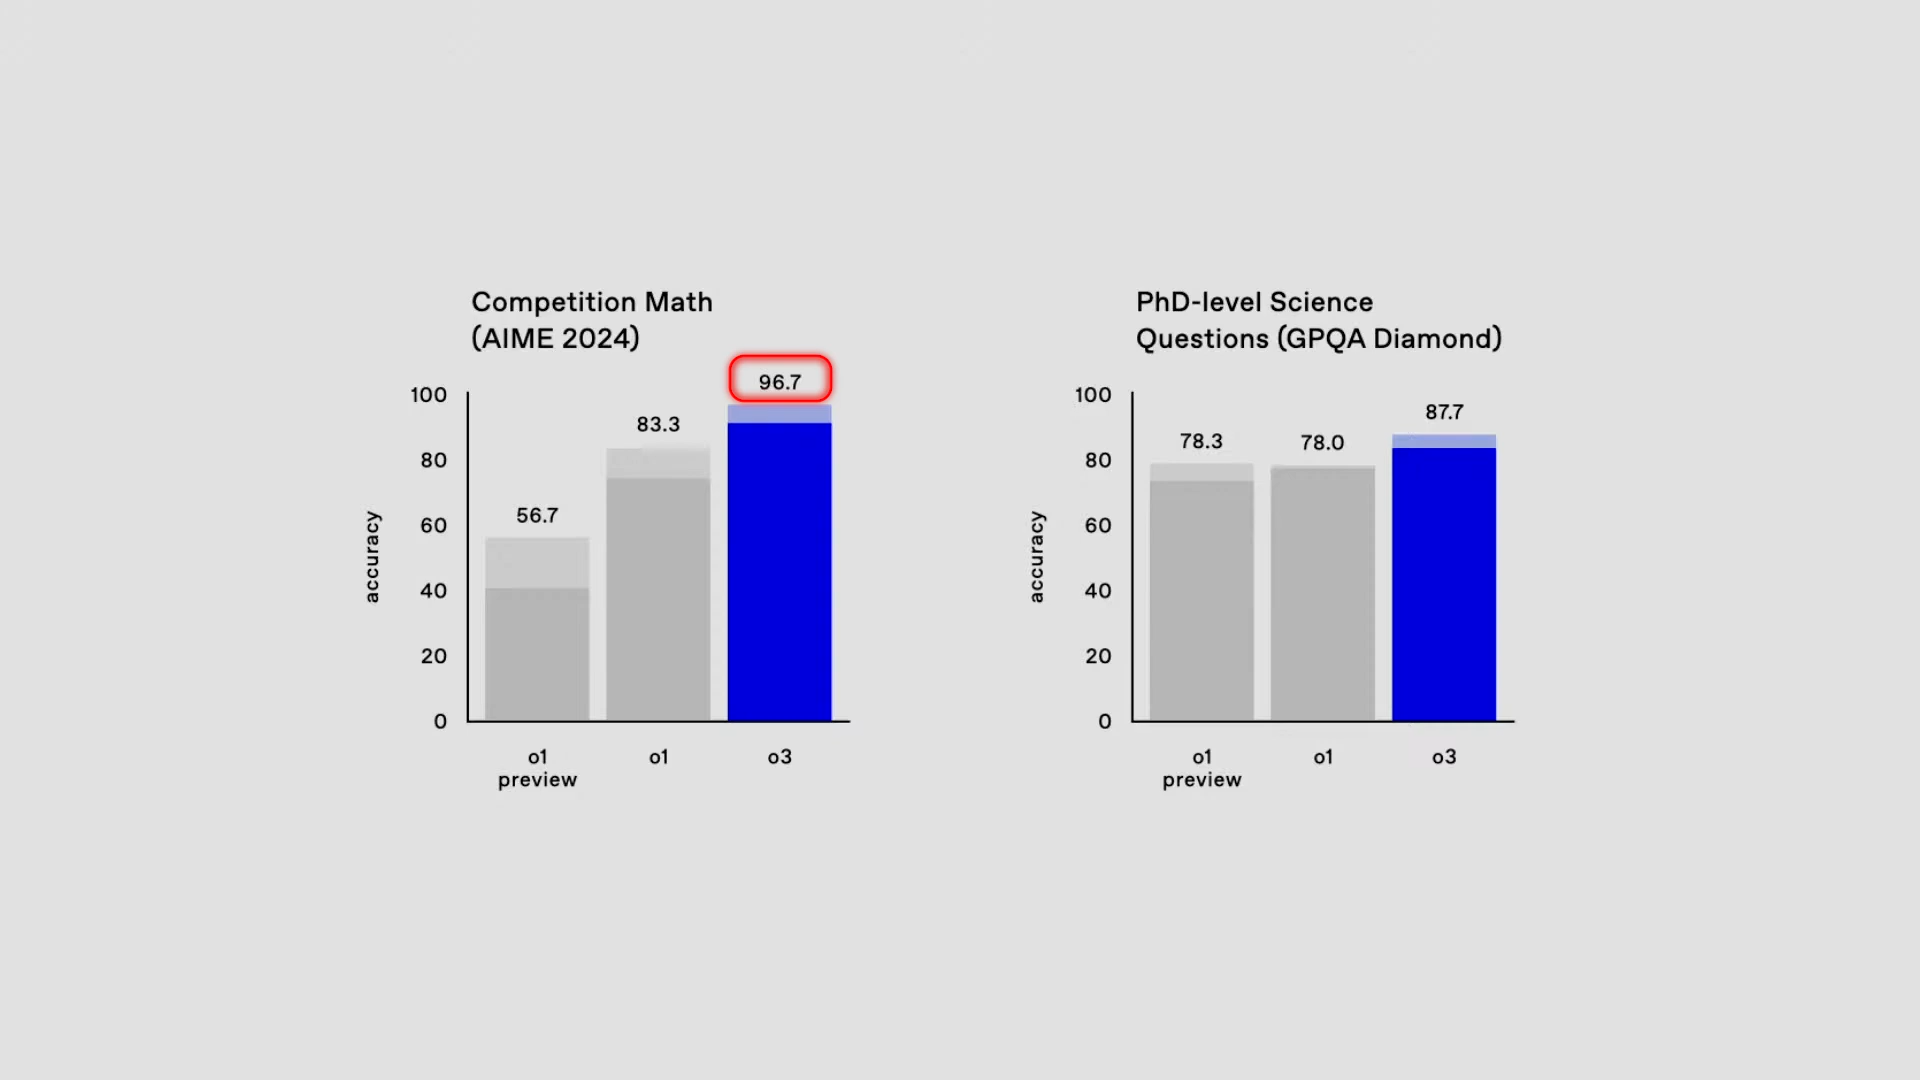 Competition Math
(AIME 2024)
accuracy
100
80
60
40
20
0
56.7
83.3
96.7
o1
preview
o1
o3
PhD-level Science
Questions (GPQA Diamond)
accuracy
100
80
60
40
20
0
78.3
78.0
87.7
o1
preview
o1
o3